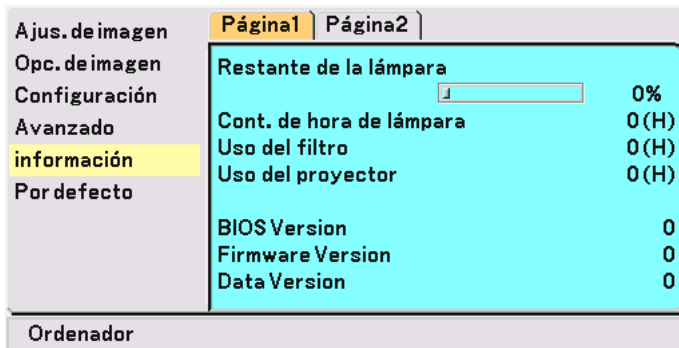 Ajus. de imagen
Opc. de imagen
Configuración
Avanzado
información
Por defecto
Página1 Página2
Restante de la lámpara
0%
Cont. de hora de lámpara 0 (H)
Uso del filtro 0 (H)
Uso del proyector 0 (H)
BIOS Version 0
Firmware Version 0
Data Version 0
Ordenador